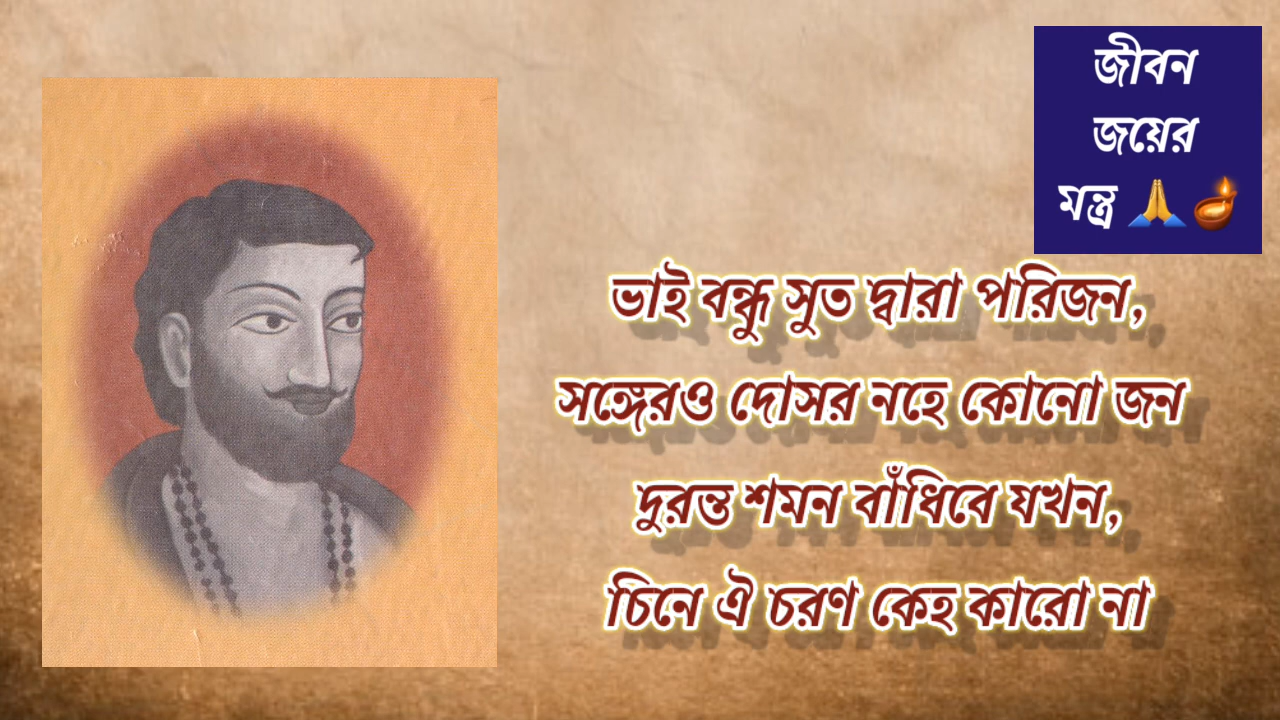 জীবন
জয়ের
মন্ত্র 🙏🪔
ভাই বন্ধু সুত দ্বারা পরিজন,
সঙ্গেরও দোসর নহে কোনো জন
দুরন্ত শমন বাঁধিবে যখন,
চিনে ঐ চরণ কেহ কারো না